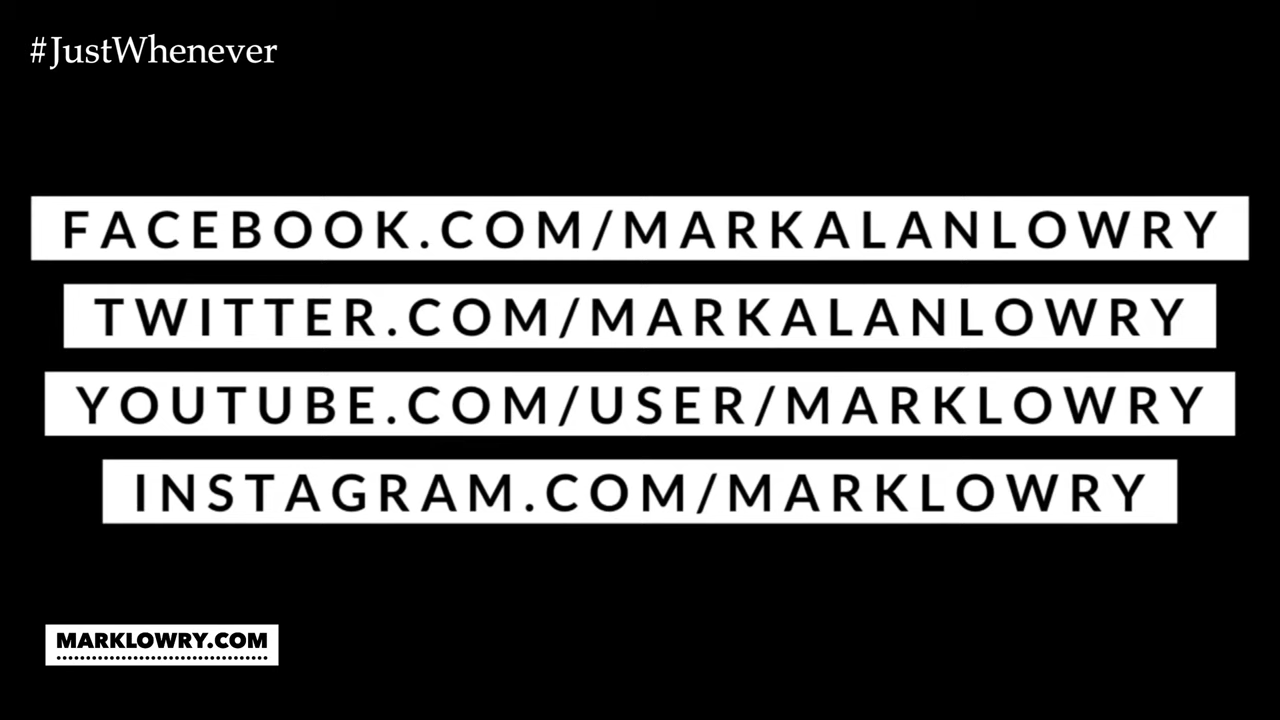 #JustWhenever
FACEBOOK.COM/MARKALANLOWRY
TWITTER.COM/MARKALANLOWRY
YOUTUBE.COM/USER/MARKLOWRY
INSTAGRAM.COM/MARKLOWRY
MARKLOWRY.COM